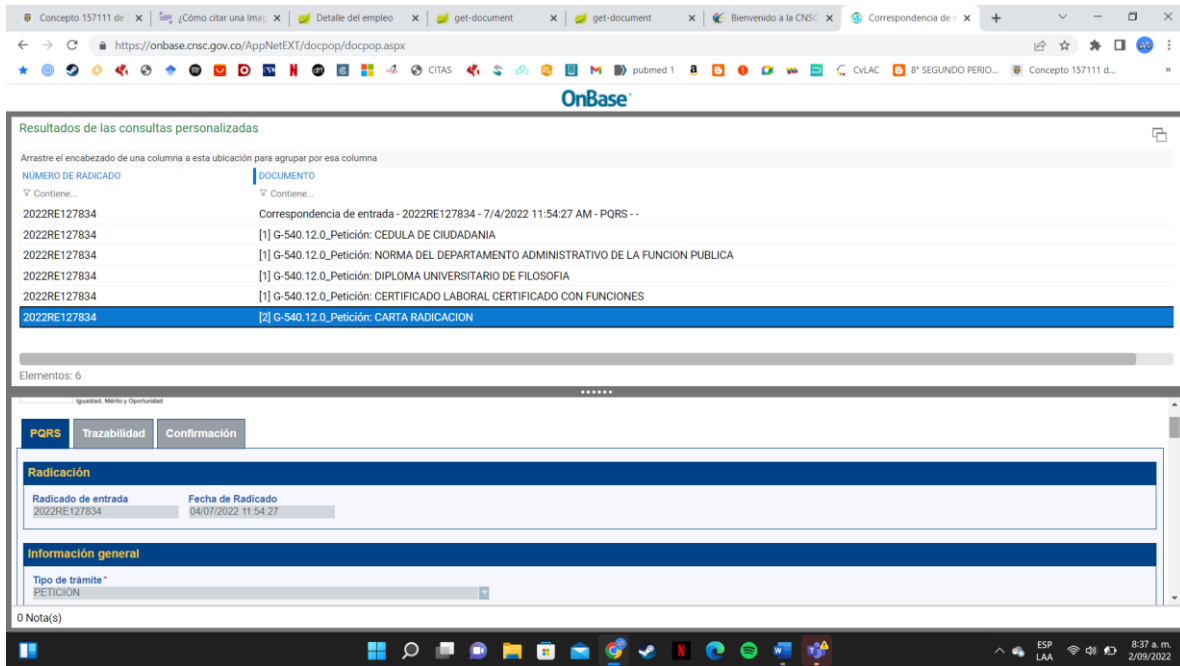 Concepto 157111 de
¿Cómo citar una Imag
Detalle del empleo
get-document
get-document
Bienvenido a la CNSC
Correspondencia de
https://onbase.cnsc.gov.co/AppNetEXT/docpop/docpop.aspx
CITAS
pubmed 1
CvLAC
8° SEGUNDO PERIO...
Concepto 157111 d...
OnBase
Resultados de las consultas personalizadas
Arrastre el encabezado de una columna a esta ubicación para agrupar por esa columna
NÚMERO DE RADICADO DOCUMENTO
Contiene... Contiene...
2022RE127834 Correspondencia de entrada - 2022RE127834 - 7/4/2022 11:54:27 AM - PQRS - -
2022RE127834 [1] G-540.12.0_Petición: CEDULA DE CIUDADANIA
2022RE127834 [1] G-540.12.0_Petición: NORMA DEL DEPARTAMENTO ADMINISTRATIVO DE LA FUNCION PUBLICA
2022RE127834 [1] G-540.12.0_Petición: DIPLOMA UNIVERSITARIO DE FILOSOFIA
2022RE127834 [1] G-540.12.0_Petición: CERTIFICADO LABORAL CERTIFICADO CON FUNCIONES
2022RE127834 [2] G-540.12.0_Petición: CARTA RADICACION
Elementos: 6
Igualdad, Mérito y Oportunidad
PQRS Trazabilidad Confirmación
Radicación
Radicado de entrada Fecha de Radicado
2022RE127834 04/07/2022 11:54:27
Información general
Tipo de trámite*
PETICION
0 Nota(s)
ESP 8:37 a. m.
LAA 2/09/2022